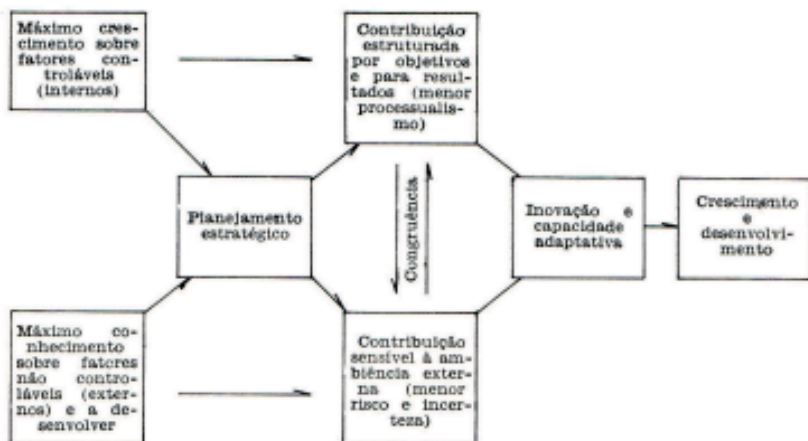 Máximo cres-
cimento sobre
fatores con-
troláveis
(internos)
Contribuição
estruturada
por objetivos
e para resul-
tados (menor
processualis-
mo)
Planejamento
estratégico
Congruência
Inovação e
capacidade
adaptativa
Crescimento
e
desenvolvi-
mento
Máximo co-
nhecimento
sobre fatores
não contro-
láveis (exter-
nos) e a de-
senvolver
Contribuição
sensível à am-
biência exter-
na (menor
risco e incer-
teza)